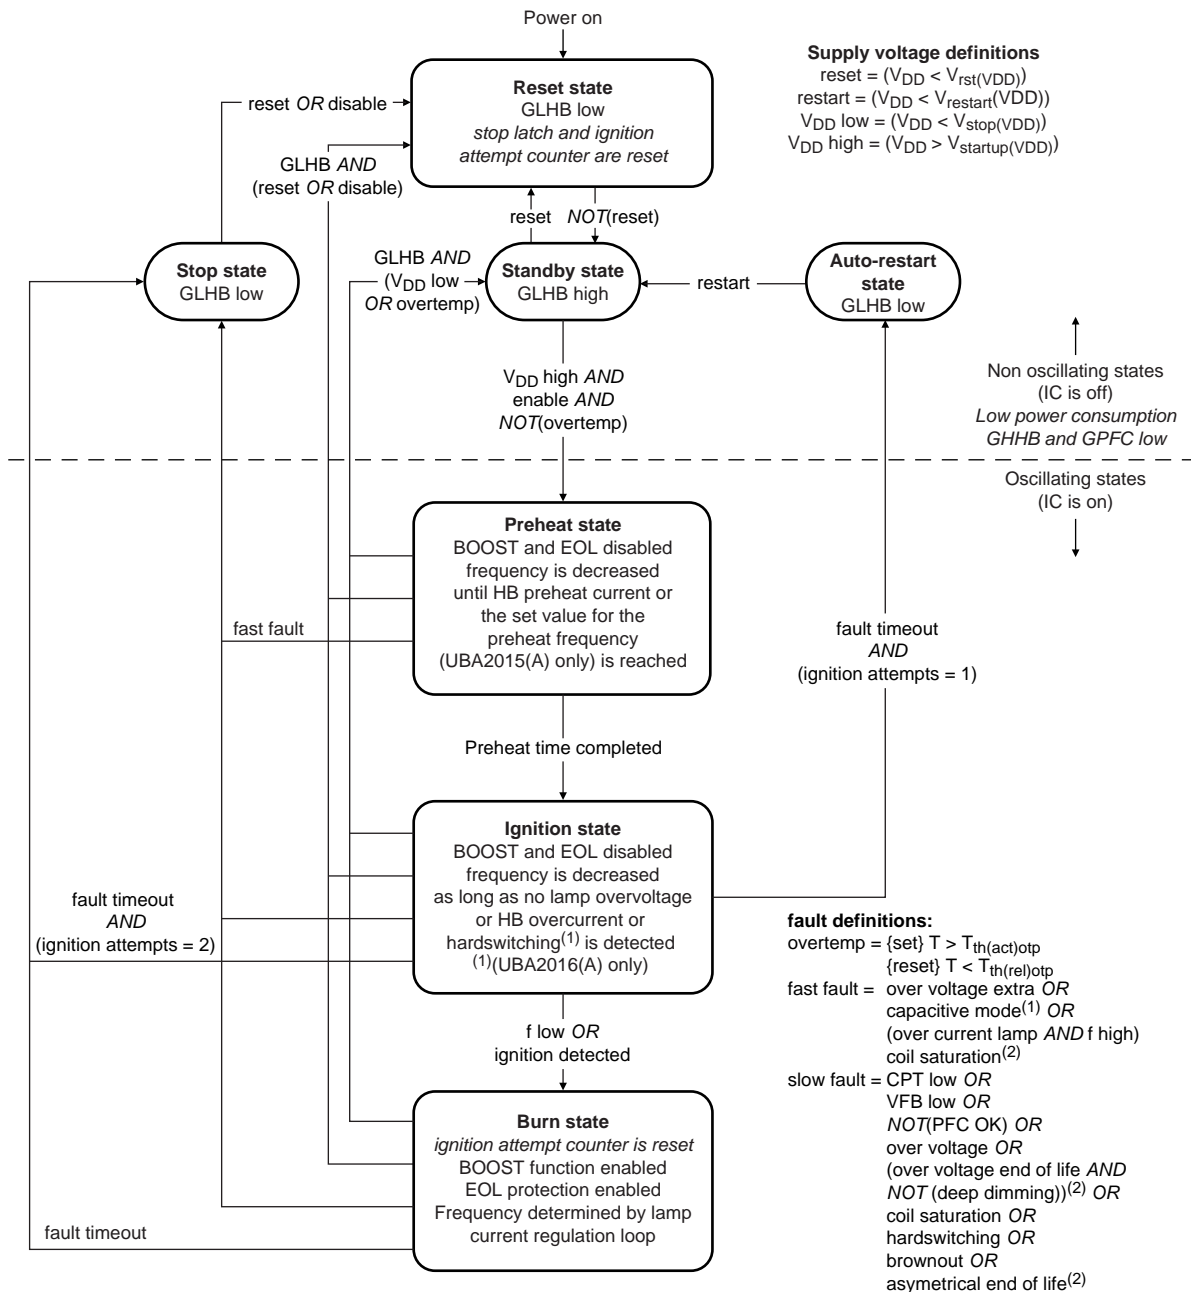 Power on
Supply voltage definitions
reset = (VDD < Vrst(VDD))
restart = (VDD < Vrestart(VDD))
VDD low = (VDD < Vstop(VDD))
VDD high = (VDD > Vstartup(VDD))
Reset state
GLHB low
stop latch and ignition
attempt counter are reset
reset OR disable
GLHB AND
(reset OR disable)
reset
NOT(reset)
Stop state
GLHB low
GLHB AND
(VDD low
OR overtemp)
Standby state
GLHB high
restart
Auto-restart
state
GLHB low
VDD high AND
enable AND
NOT(overtemp)
Non oscillating states
(IC is off)
Low power consumption
GHHB and GPFC low
Oscillating states
(IC is on)
Preheat state
BOOST and EOL disabled
frequency is decreased
until HB preheat current or
the set value for the
preheat frequency
(UBA2015(A) only) is reached
fast fault
fault timeout
AND
(ignition attempts = 1)
Preheat time completed
Ignition state
BOOST and EOL disabled
frequency is decreased
as long as no lamp overvoltage
or HB overcurrent or
hardswitching(1) is detected
(1)(UBA2016(A) only)
fault timeout
AND
(ignition attempts = 2)
f low OR
ignition detected
Burn state
ignition attempt counter is reset
BOOST function enabled
EOL protection enabled
Frequency determined by lamp
current regulation loop
fault timeout
fault definitions:
overtemp = {set} T > Tth(act)otp
{reset} T < Tth(rel)otp
fast fault = over voltage extra OR
capacitive mode(1) OR
(over current lamp AND f high)
coil saturation(2)
slow fault = CPT low OR
VFB low OR
NOT(PFC OK) OR
over voltage OR
(over voltage end of life AND
NOT (deep dimming))(2) OR
coil saturation OR
hardswitching OR
brownout OR
asymetrical end of life(2)